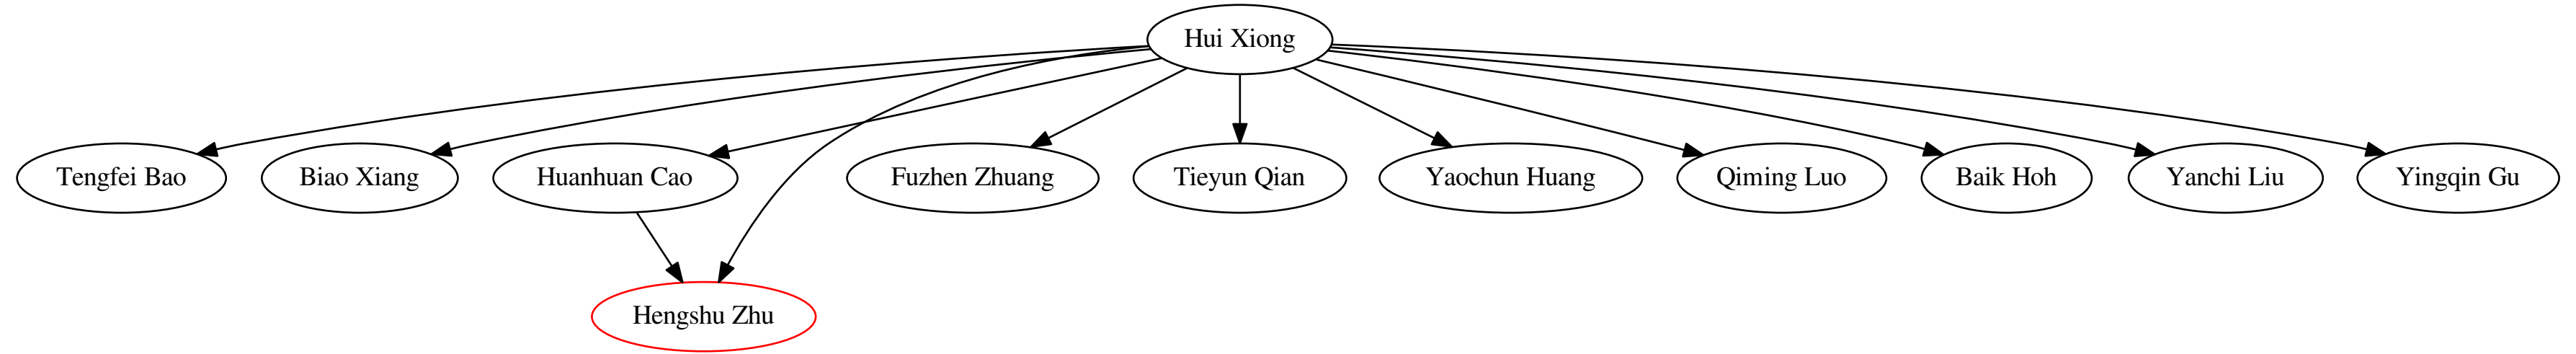 Hui Xiong
Tengfei Bao
Biao Xiang
Huanhuan Cao
Fuzhen Zhuang
Tieyun Qian
Yaochun Huang
Qiming Luo
Baik Hoh
Yanchi Liu
Yingqin Gu
Hengshu Zhu